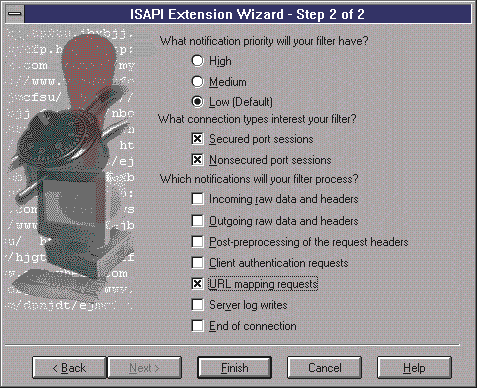 ISAPI Extension Wizard - Step 2 of 2
What notification priority will your filter have?
High
Medium
Low (Default)
What connection types interest your filter?
Secured port sessions
Nonsecured port sessions
Which notifications will your filter process?
Incoming raw data and headers
Outgoing raw data and headers
Post-preprocessing of the request headers
Client authentication requests
URL mapping requests
Server log writes
End of connection
< Back
Next >
Finish
Cancel
Help